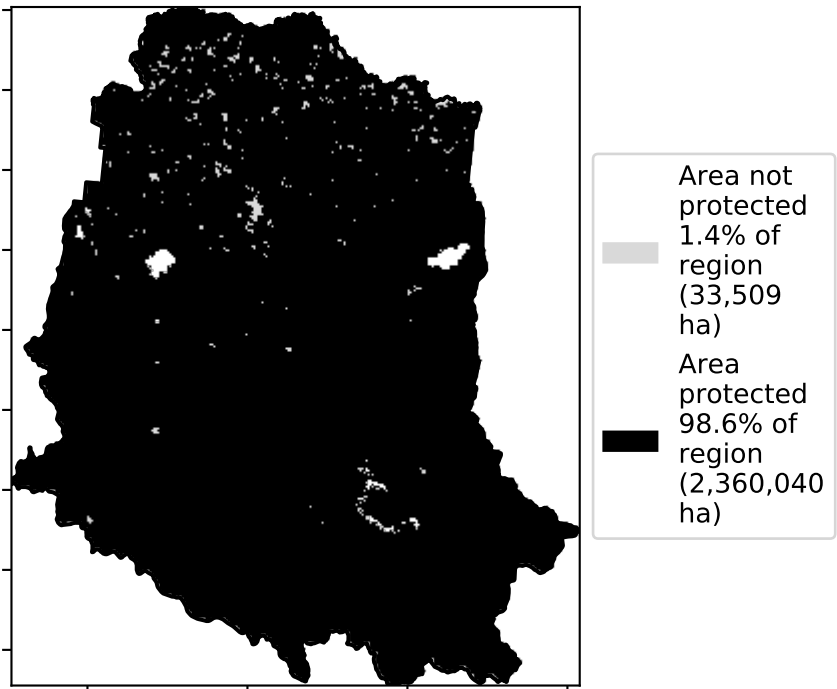 Area not
protected
1.4% of
region
(33,509
ha)
Area
protected
98.6% of
region
(2,360,040
ha)